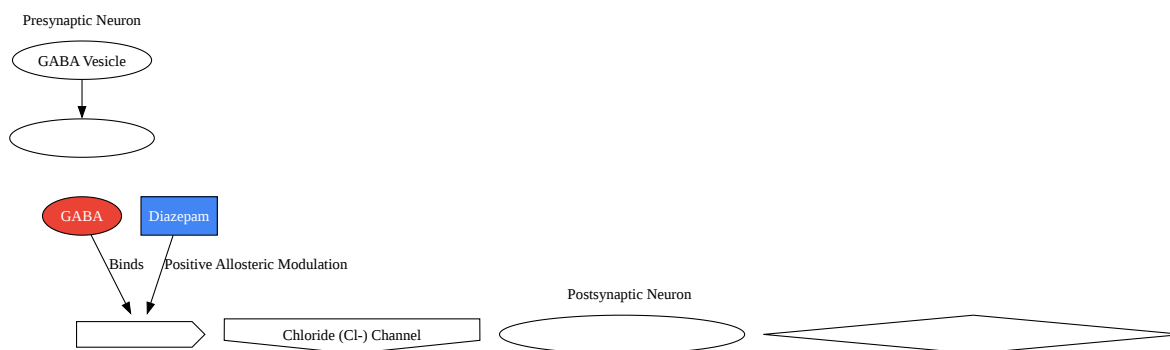 Presynaptic Neuron
GABA Vesicle
GABA
Diazepam
Binds
Positive Allosteric Modulation
Postsynaptic Neuron
Chloride (Cl-) Channel